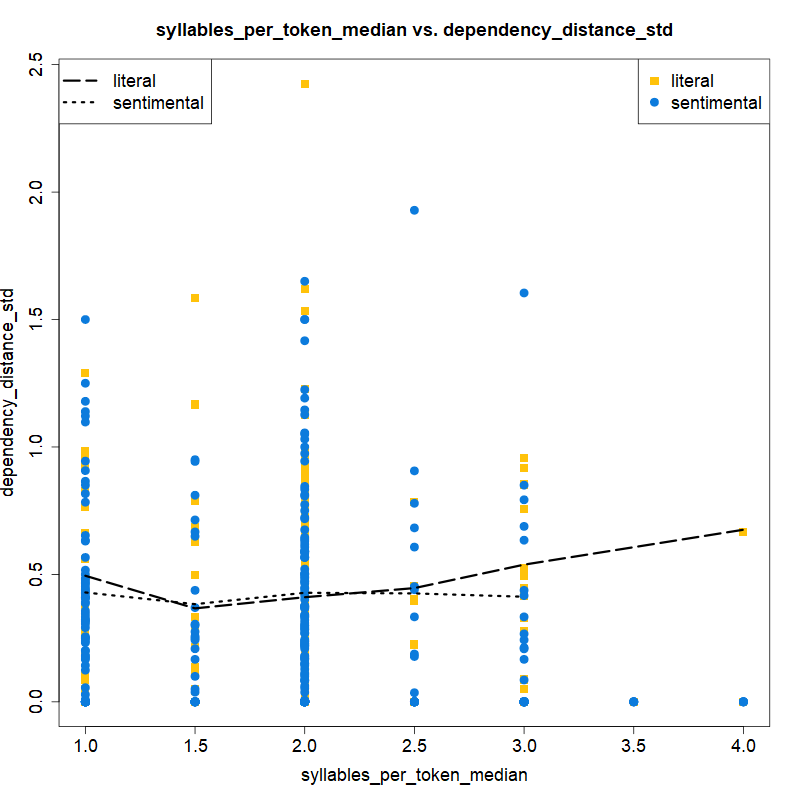 syllables_per_token_median vs. dependency_distance_std
literal
sentimental
literal
sentimental
dependency_distance_std
2.5
2.0
1.5
1.0
0.5
0.0
1.0 1.5 2.0 2.5 3.0 3.5 4.0
syllables_per_token_median